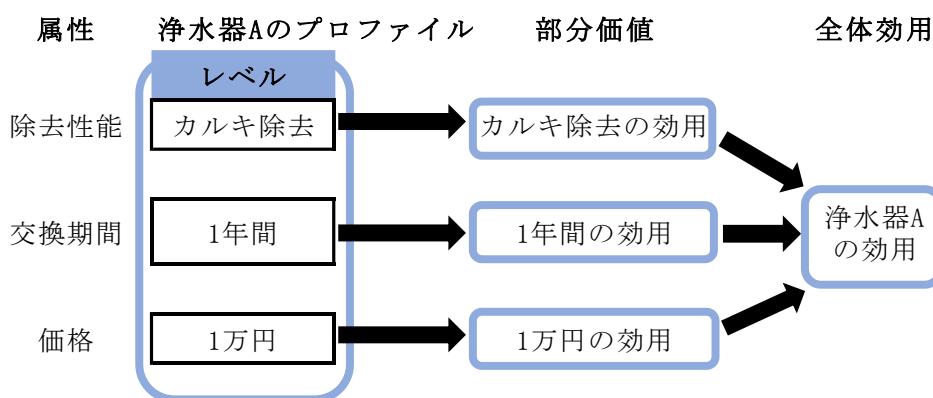 属性 浄水器Aのプロファイル 部分価値 全体効用
レベル
除去性能 カルキ除去 カルキ除去の効用
交換期間 1年間 1年間の効用 浄水器A
の効用
価格 1万円 1万円の効用